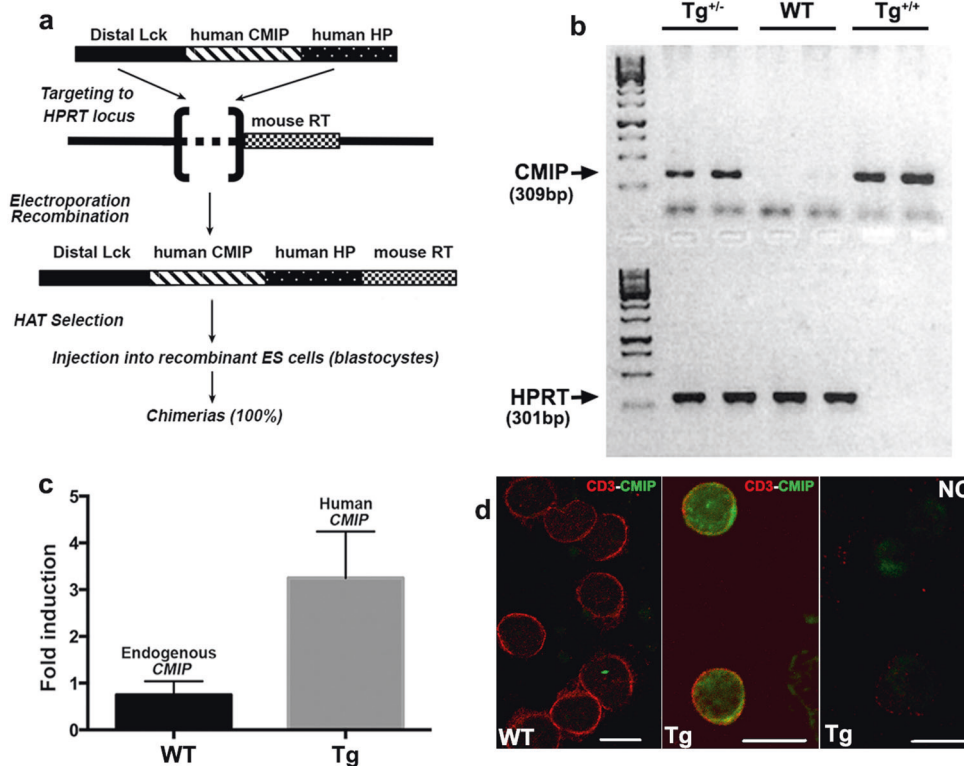 a
Distal Lck human CMIP human HP
Targeting to
HPRT locus
mouse RT
Electroporation
Recombination
Distal Lck human CMIP human HP mouse RT
HAT Selection
Injection into recombinant ES cells (blastocystes)
Chimerias (100%)
b
Tg+/- WT Tg+/+
CMIP
(309bp)
HPRT
(301bp)
c
Fold induction
5
4
3
2
1
0
Endogenous
CMIP
Human
CMIP
WT Tg
d
CD3-CMIP CD3-CMIP NC
WT Tg Tg